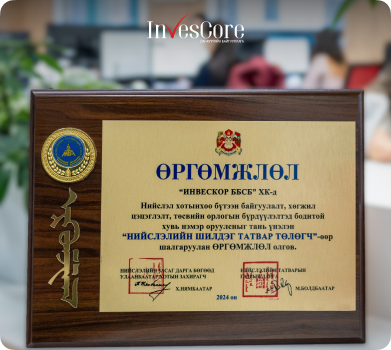 InvesCore
ӨРГӨМЖЛӨЛ
"ИНВЕСКОР ББСБ" ХК-д
Нийслэл хотынхоо бүтээн байгуулалт, хөгжил
цэцэглэлт, төсвийн орлогын бүрдүүлэлтэд бодитой
хувь нэмэр оруулсныг тань үнэлэн
"НИЙСЛЭЛИЙН ШИЛДЭГ ТАТВАР ТӨЛӨГЧ"-өөр
шалгаруулан ӨРГӨМЖЛӨЛ олгов.
НИЙСЛЭЛИЙН ЗАСАГ ДАРГА БӨГӨӨД
УЛААНБААТАР ХОТЫН ЗАХИРАГЧ
Х.НЯМБААТАР
НИЙСЛЭЛИЙН ТАТВАРЫН
М.БОЛДБААТАР
2024 он